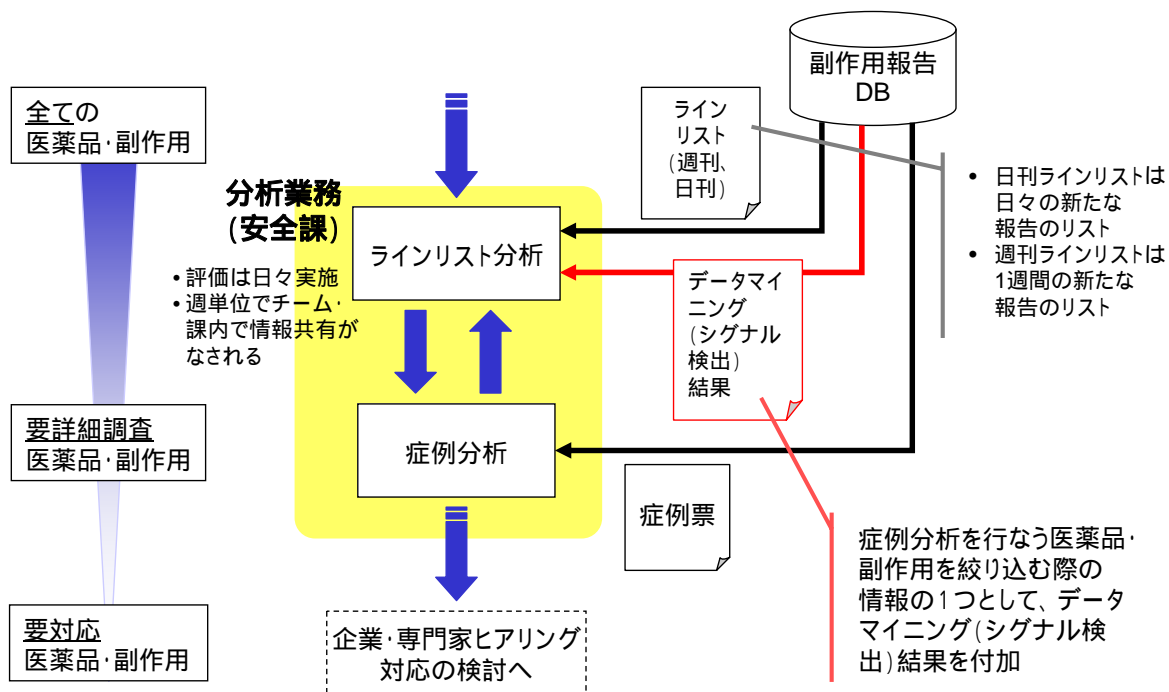 全ての
医薬品・副作用
要詳細調査
医薬品・副作用
要対応
医薬品・副作用
分析業務
(安全課)
• 評価は日々実施
• 週単位でチーム・
課内で情報共有が
なされる
ラインリスト分析
症例分析
企業・専門家ヒアリング
対応の検討へ
副作用報告
DB
ライン
リスト
(週刊、
日刊)
データマイ
ニング
(シグナル
検出)
結果
症例票
• 日刊ラインリストは
日々の新たな
報告のリスト
• 週刊ラインリストは
1週間の新たな
報告のリスト
症例分析を行なう医薬品・
副作用を絞り込む際の
情報の1つとして、データ
マイニング(シグナル検
出)結果を付加